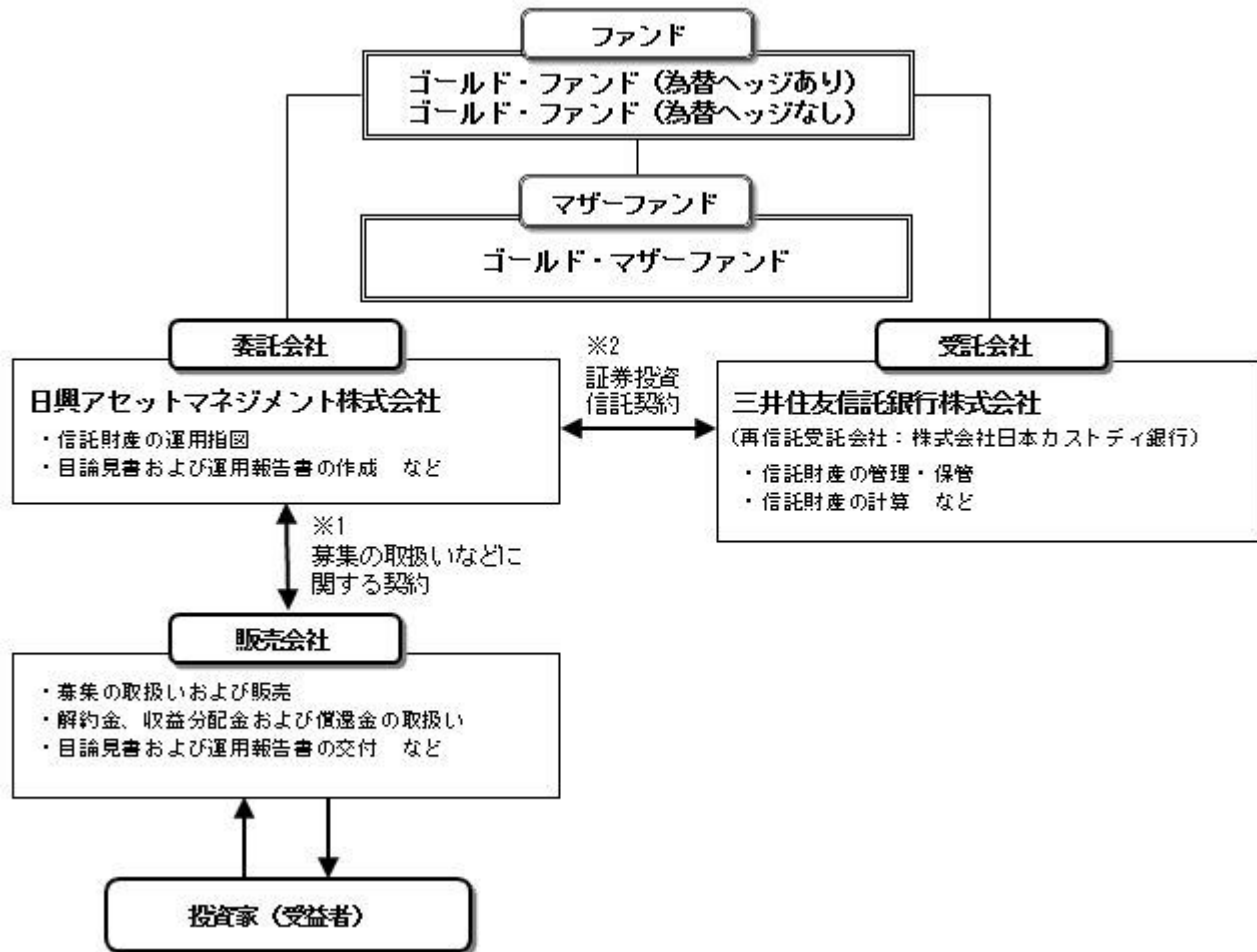 ファンド
ゴールド・ファンド（為替ヘッジあり）
ゴールド・ファンド（為替ヘッジなし）
マザーファンド
ゴールド・マザーファンド
委託会社
日興アセットマネジメント株式会社
・信託財産の運用指図
・目論見書および運用報告書の作成　など
※2
証券投資
信託契約
受託会社
三井住友信託銀行株式会社
（再信託受託会社：株式会社日本カストディ銀行）
・信託財産の管理・保管
・信託財産の計算　など
※1
募集の取扱いなどに
関する契約
販売会社
・募集の取扱いおよび販売
・解約金、収益分配金および償還金の取扱い
・目論見書および運用報告書の交付　など
投資家（受益者）